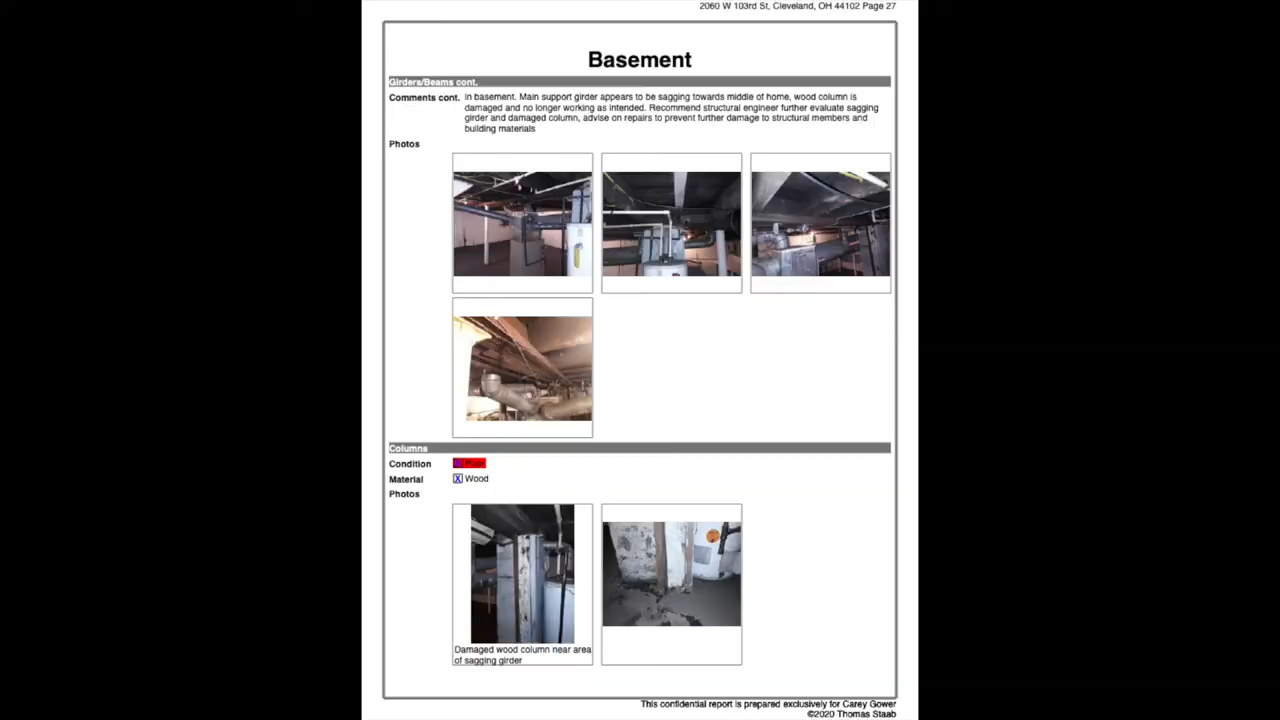 2060 W 103rd St, Cleveland, OH 44102 Page 27
Basement
Girders/Beams cont.
Comments cont. in basement. Main support girder appears to be sagging towards middle of home, wood column is
damaged and no longer working as intended. Recommend structural engineer further evaluate sagging
girder and damaged column, advise on repairs to prevent further damage to structural members and
building materials
Photos
Columns
Condition X Poor
Material X Wood
Photos
Damaged wood column near area
of sagging girder
This confidential report is prepared exclusively for Carey Gower
©2020 Thomas Staab